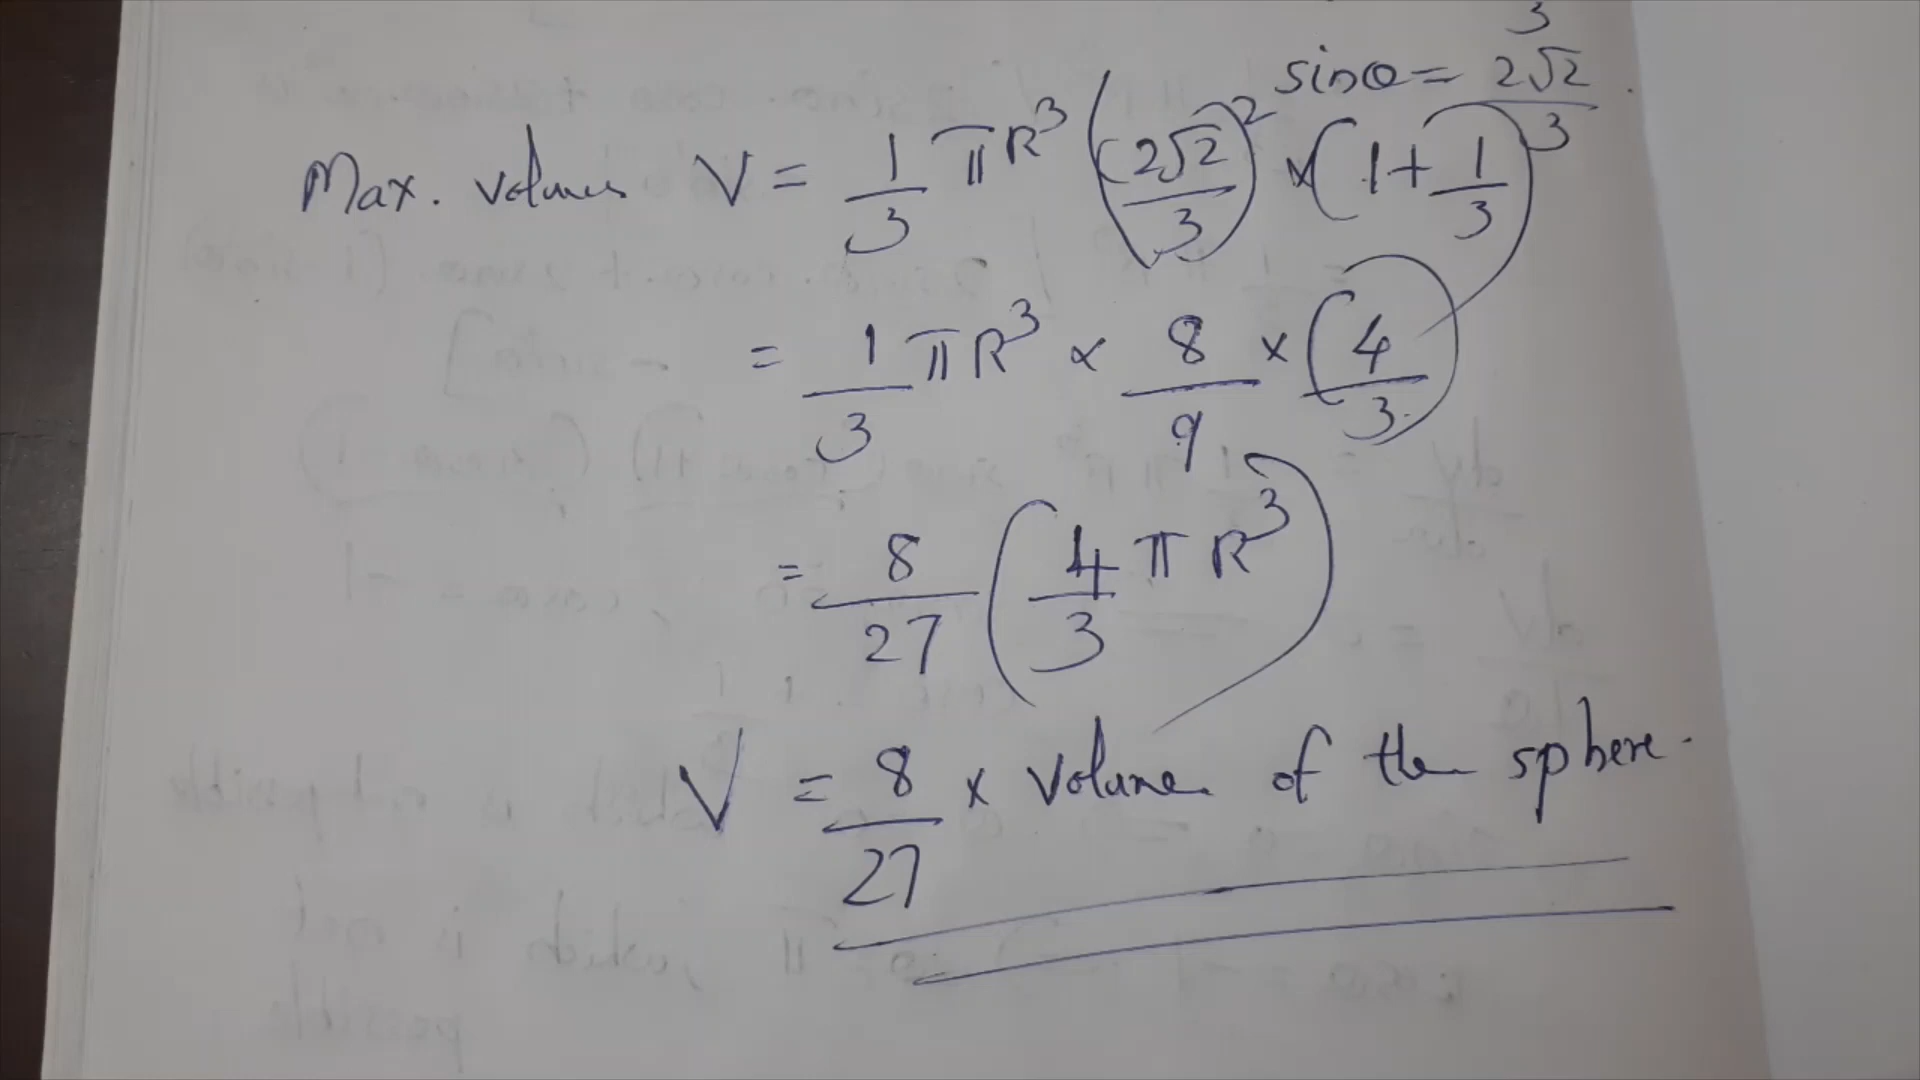 3
sinθ = 2√2/3.
Max. volume V = 1/3 πR³ (2√2/3)² × (1 + 1/3)
= 1/3 πR³ × 8/9 × (4/3)
= 8/27 (4/3 πR³)
V = 8/27 × Volume of the sphere.